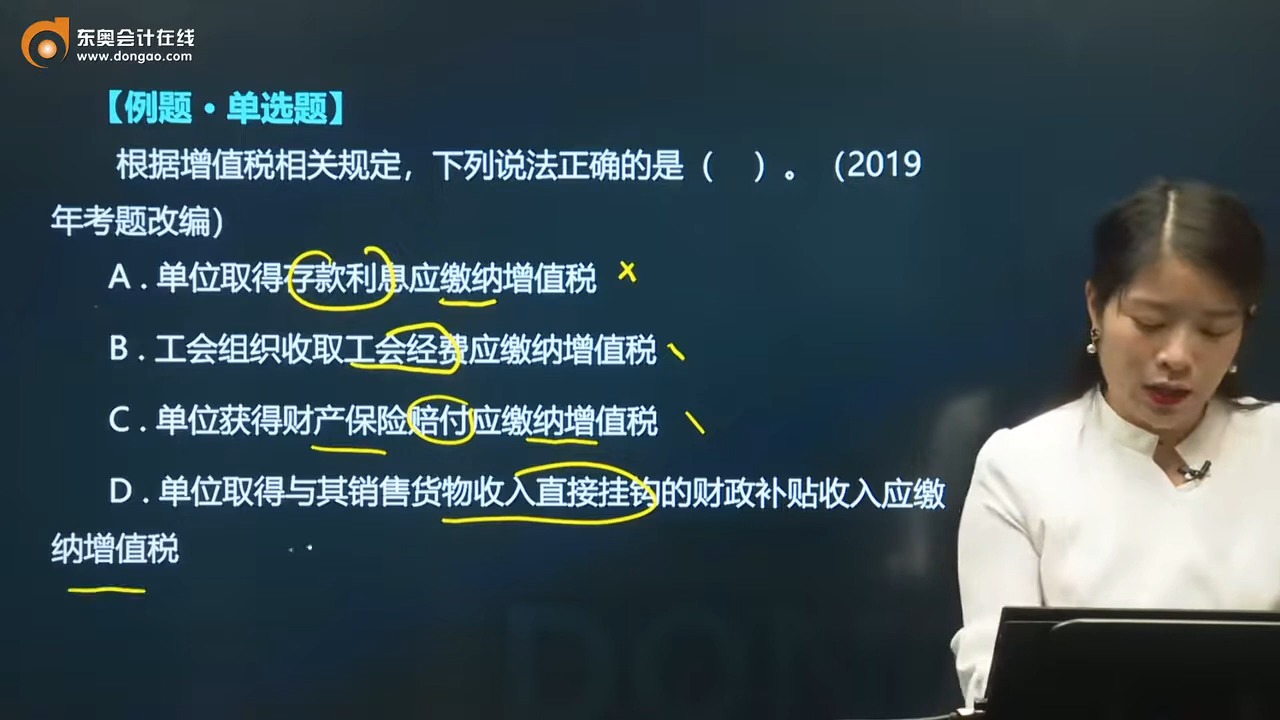 东奥会计在线
www.dongao.com
【例题·单选题】
根据增值税相关规定，下列说法正确的是（ ）。（2019
年考题改编）
A．单位取得存款利息应缴纳增值税
B．工会组织收取工会经费应缴纳增值税
C．单位获得财产保险赔付应缴纳增值税
D．单位取得与其销售货物收入直接挂钩的财政补贴收入应缴
纳增值税